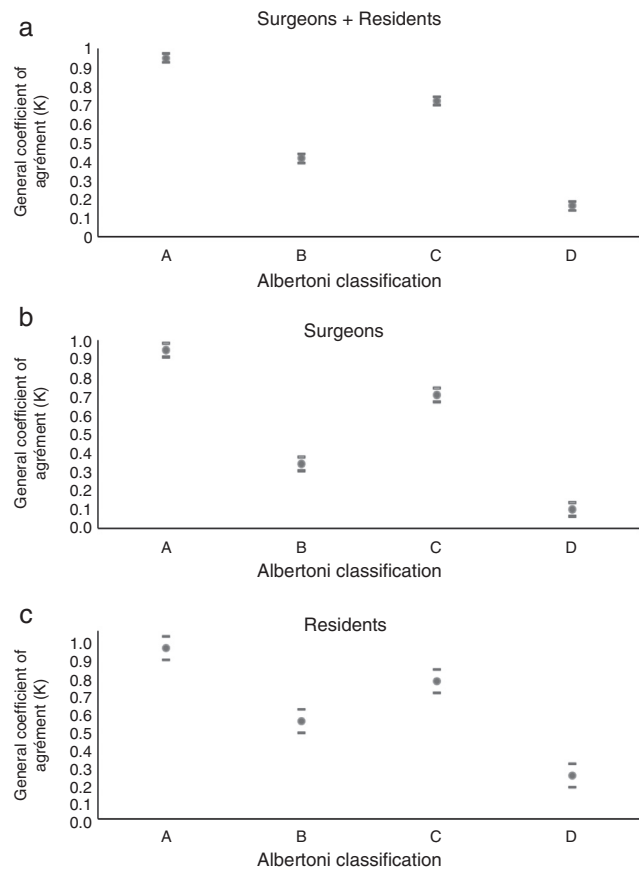 a
Surgeons + Residents
General coefficient of
agrément (K)
1
0.9
0.8
0.7
0.6
0.5
0.4
0.3
0.2
0.1
0
A B C D
Albertoni classification
b
Surgeons
General coefficient of
agrément (K)
1.0
0.9
0.8
0.7
0.6
0.5
0.4
0.3
0.2
0.1
0.0
A B C D
Albertoni classification
c
Residents
General coefficient of
agrément (K)
1.0
0.9
0.8
0.7
0.6
0.5
0.4
0.3
0.2
0.1
0.0
A B C D
Albertoni classification